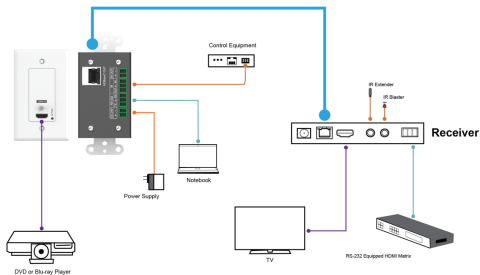 Control Equipment
IR Extender
IR Blaster
Receiver
Notebook
Power Supply
TV
RS-232 Equipped HDMI Matrix
DVD or Blu-ray Player